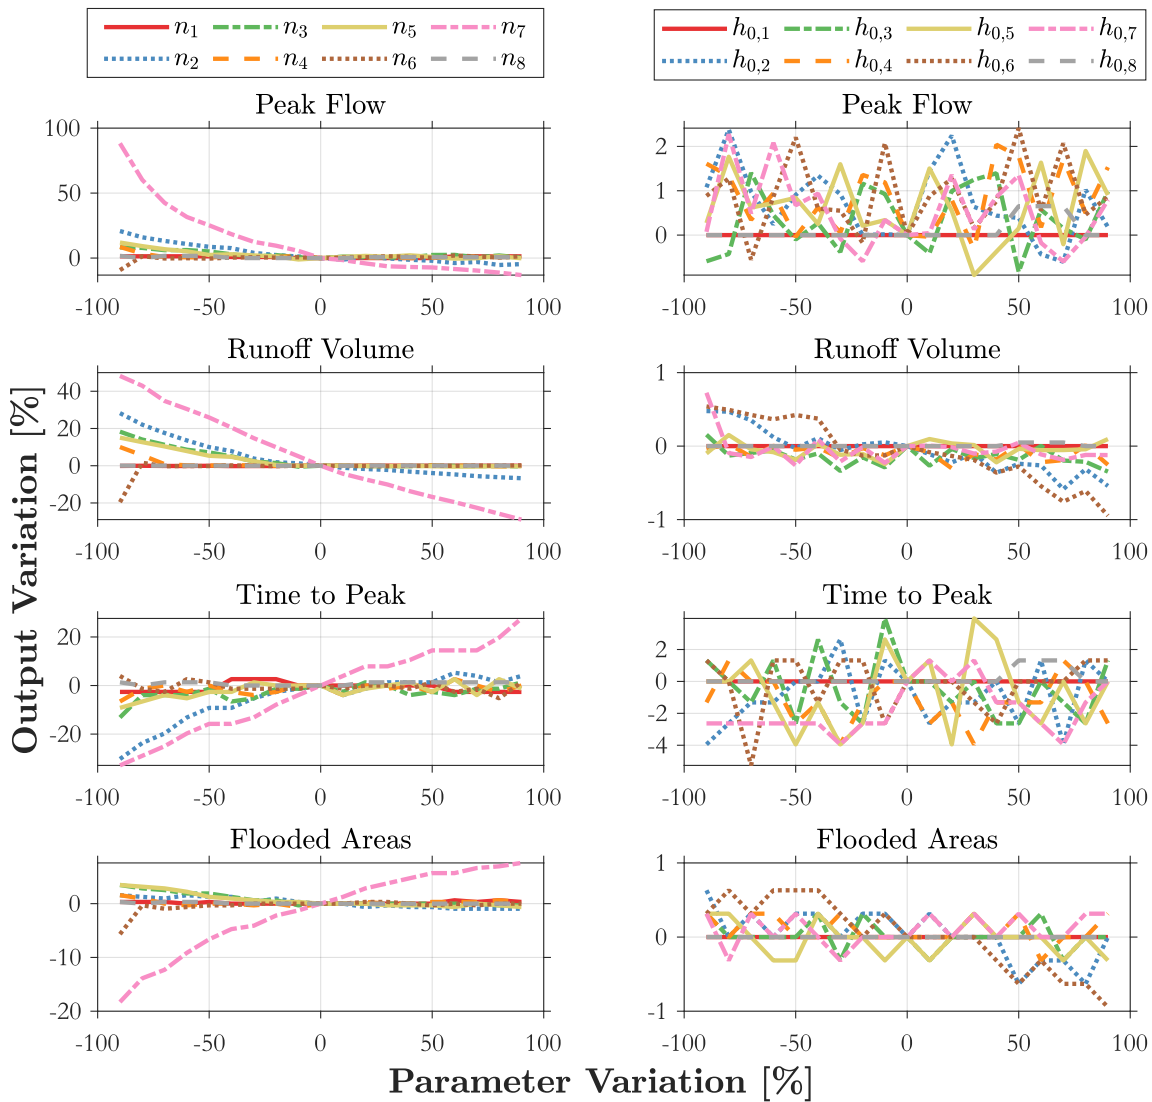 n1 n3 n5 n7
n2 n4 n6 n8
h0,1 h0,3 h0,5 h0,7
h0,2 h0,4 h0,6 h0,8
Peak Flow
100
50
0
-100 -50 0 50 100
Peak Flow
2
1
0
-100 -50 0 50 100
Runoff Volume
40
20
0
-20
-100 -50 0 50 100
Runoff Volume
1
0
-1
-100 -50 0 50 100
Time to Peak
20
0
-20
-100 -50 0 50 100
Time to Peak
2
0
-2
-4
-100 -50 0 50 100
Flooded Areas
0
-10
-20
-100 -50 0 50 100
Flooded Areas
1
0
-1
-100 -50 0 50 100
Output Variation [%]
Parameter Variation [%]